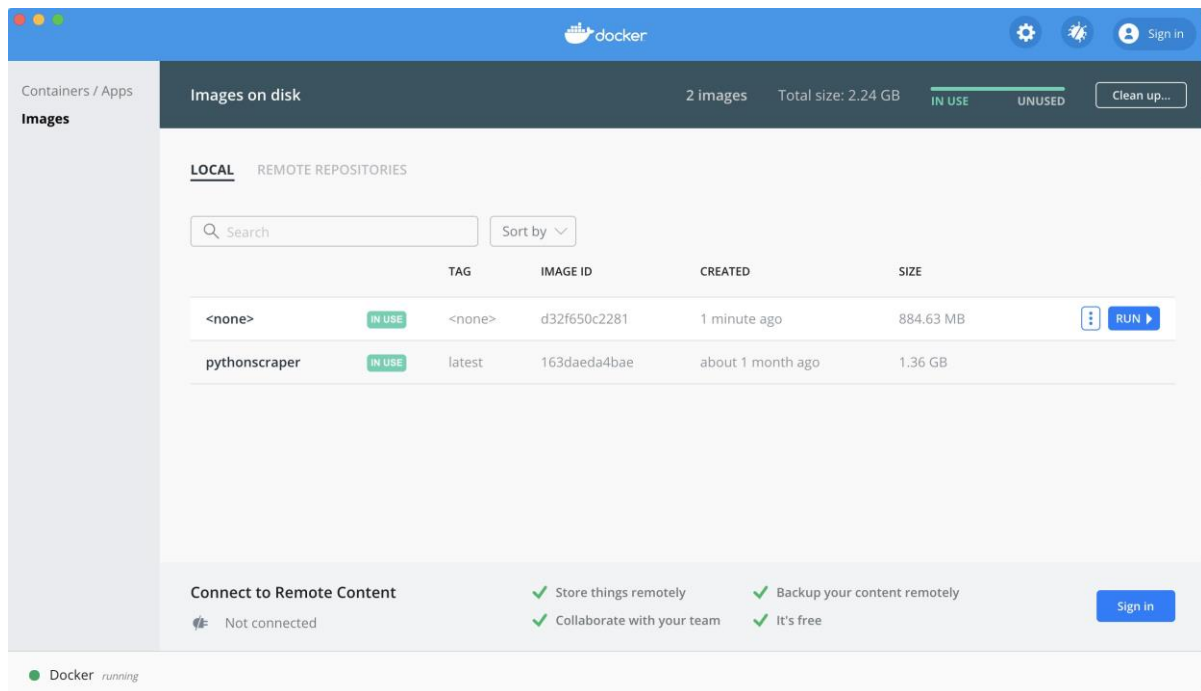 docker
Sign in
Containers / Apps
Images
Images on disk
2 images
Total size: 2.24 GB
IN USE
UNUSED
Clean up...
LOCAL
REMOTE REPOSITORIES
Search
Sort by
TAG IMAGE ID CREATED SIZE
<none> IN USE <none> d32f650c2281 1 minute ago 884.63 MB RUN
pythonscraper IN USE latest 163daeda4bae about 1 month ago 1.36 GB
Connect to Remote Content
Not connected
Store things remotely
Collaborate with your team
Backup your content remotely
It's free
Sign in
Docker running